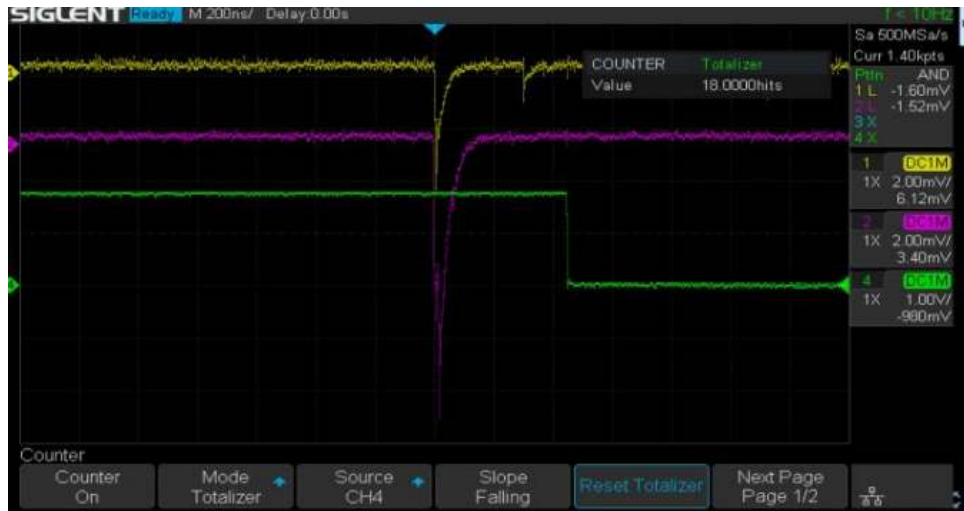 SIGLENT Ready M 200ns/ Delay:0.00s f < 10Hz
Sa 500MSa/s
Curr 1.40kpts
Pttn AND
1 L -1.60mV
2 L -1.52mV
3 X
4 X
COUNTER Totalizer
Value 18.0000hits
1 DC1M
1X 2.00mV/
6.12mV
2 DC1M
1X 2.00mV/
3.40mV
4 DC1M
1X 1.00V/
-980mV
1
4
Counter
Counter
On
Mode
Totalizer
Source
CH4
Slope
Falling
Reset Totalizer
Next Page
Page 1/2